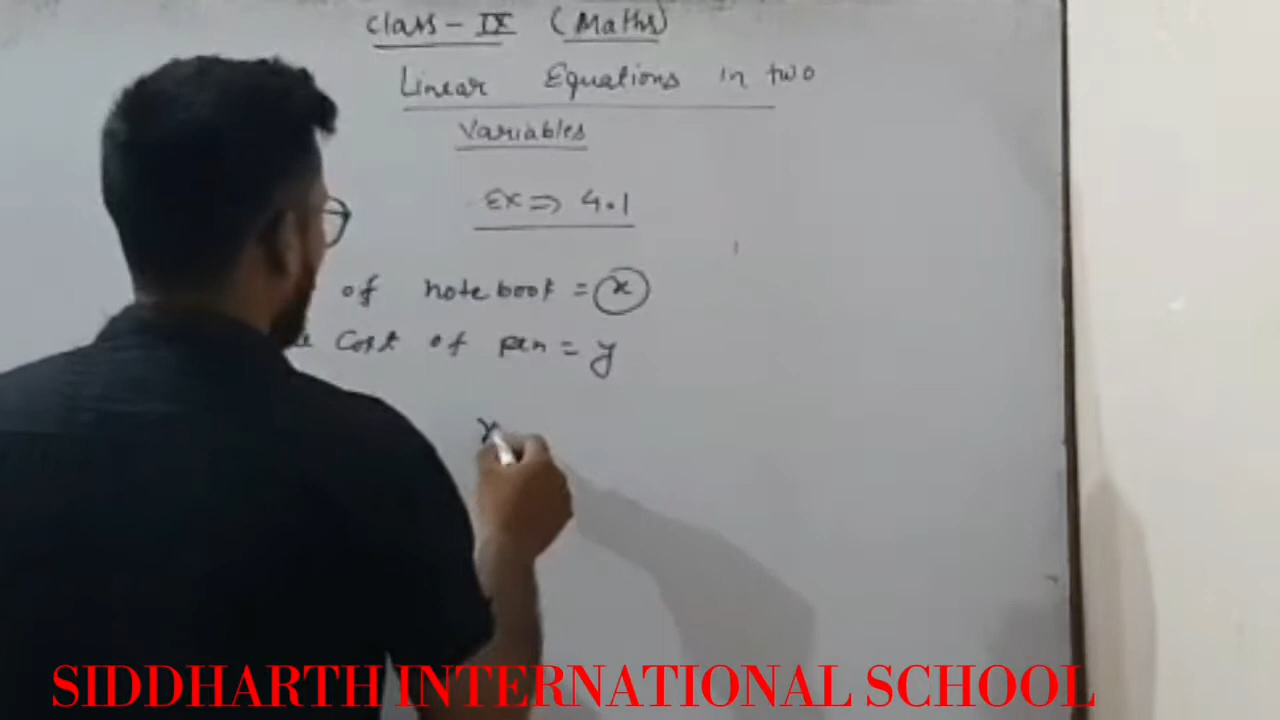 Class - IX (Maths)
Linear Equations in two
Variables
Ex => 4.1
of notebook = x
Cost of pen = y
x
SIDDHARTH INTERNATIONAL SCHOOL